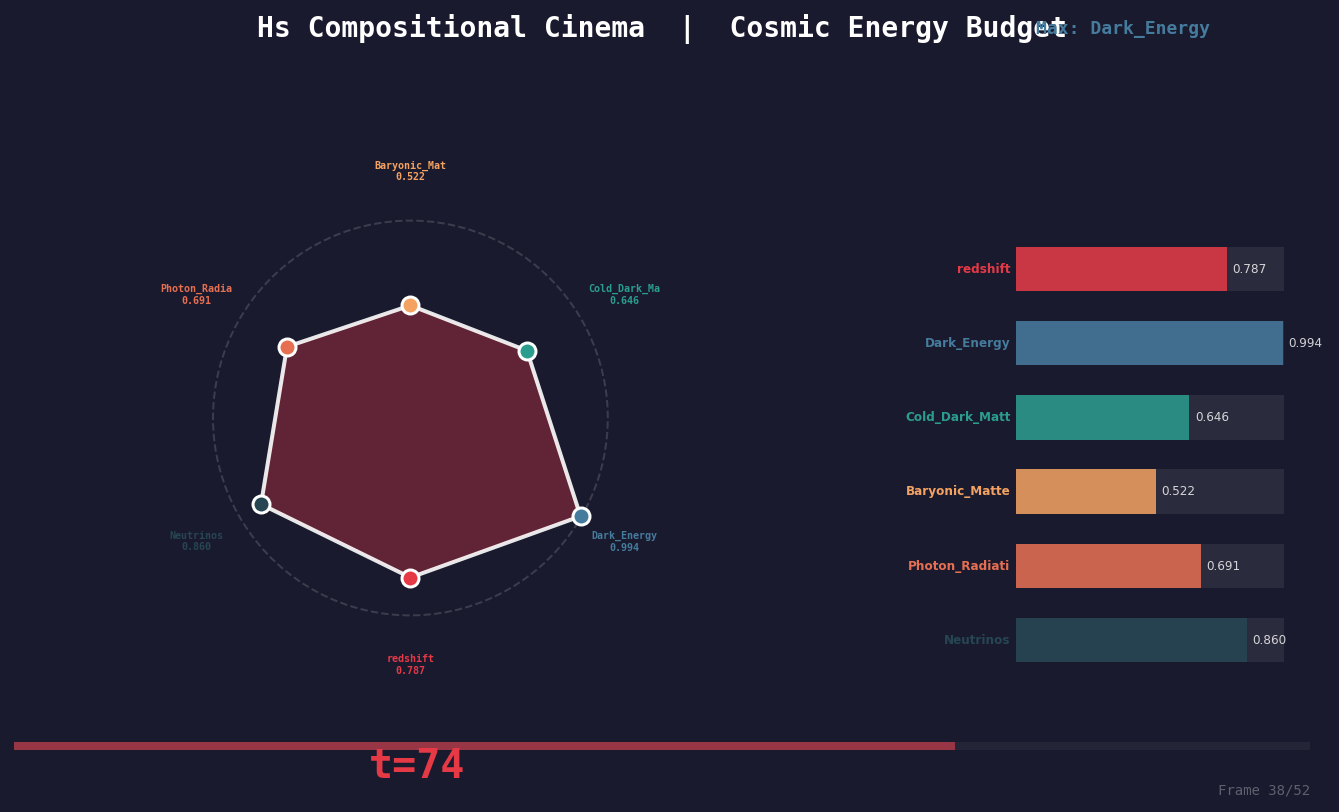 Hs Compositional Cinema | Cosmic Energy Budget
Max: Dark_Energy
Baryonic_Mat
0.522
Photon_Radia
0.691
Cold_Dark_Ma
0.646
Neutrinos
0.860
Dark_Energy
0.994
redshift
0.787
redshift 0.787
Dark_Energy 0.994
Cold_Dark_Matt 0.646
Baryonic_Matte 0.522
Photon_Radiati 0.691
Neutrinos 0.860
t=74
Frame 38/52